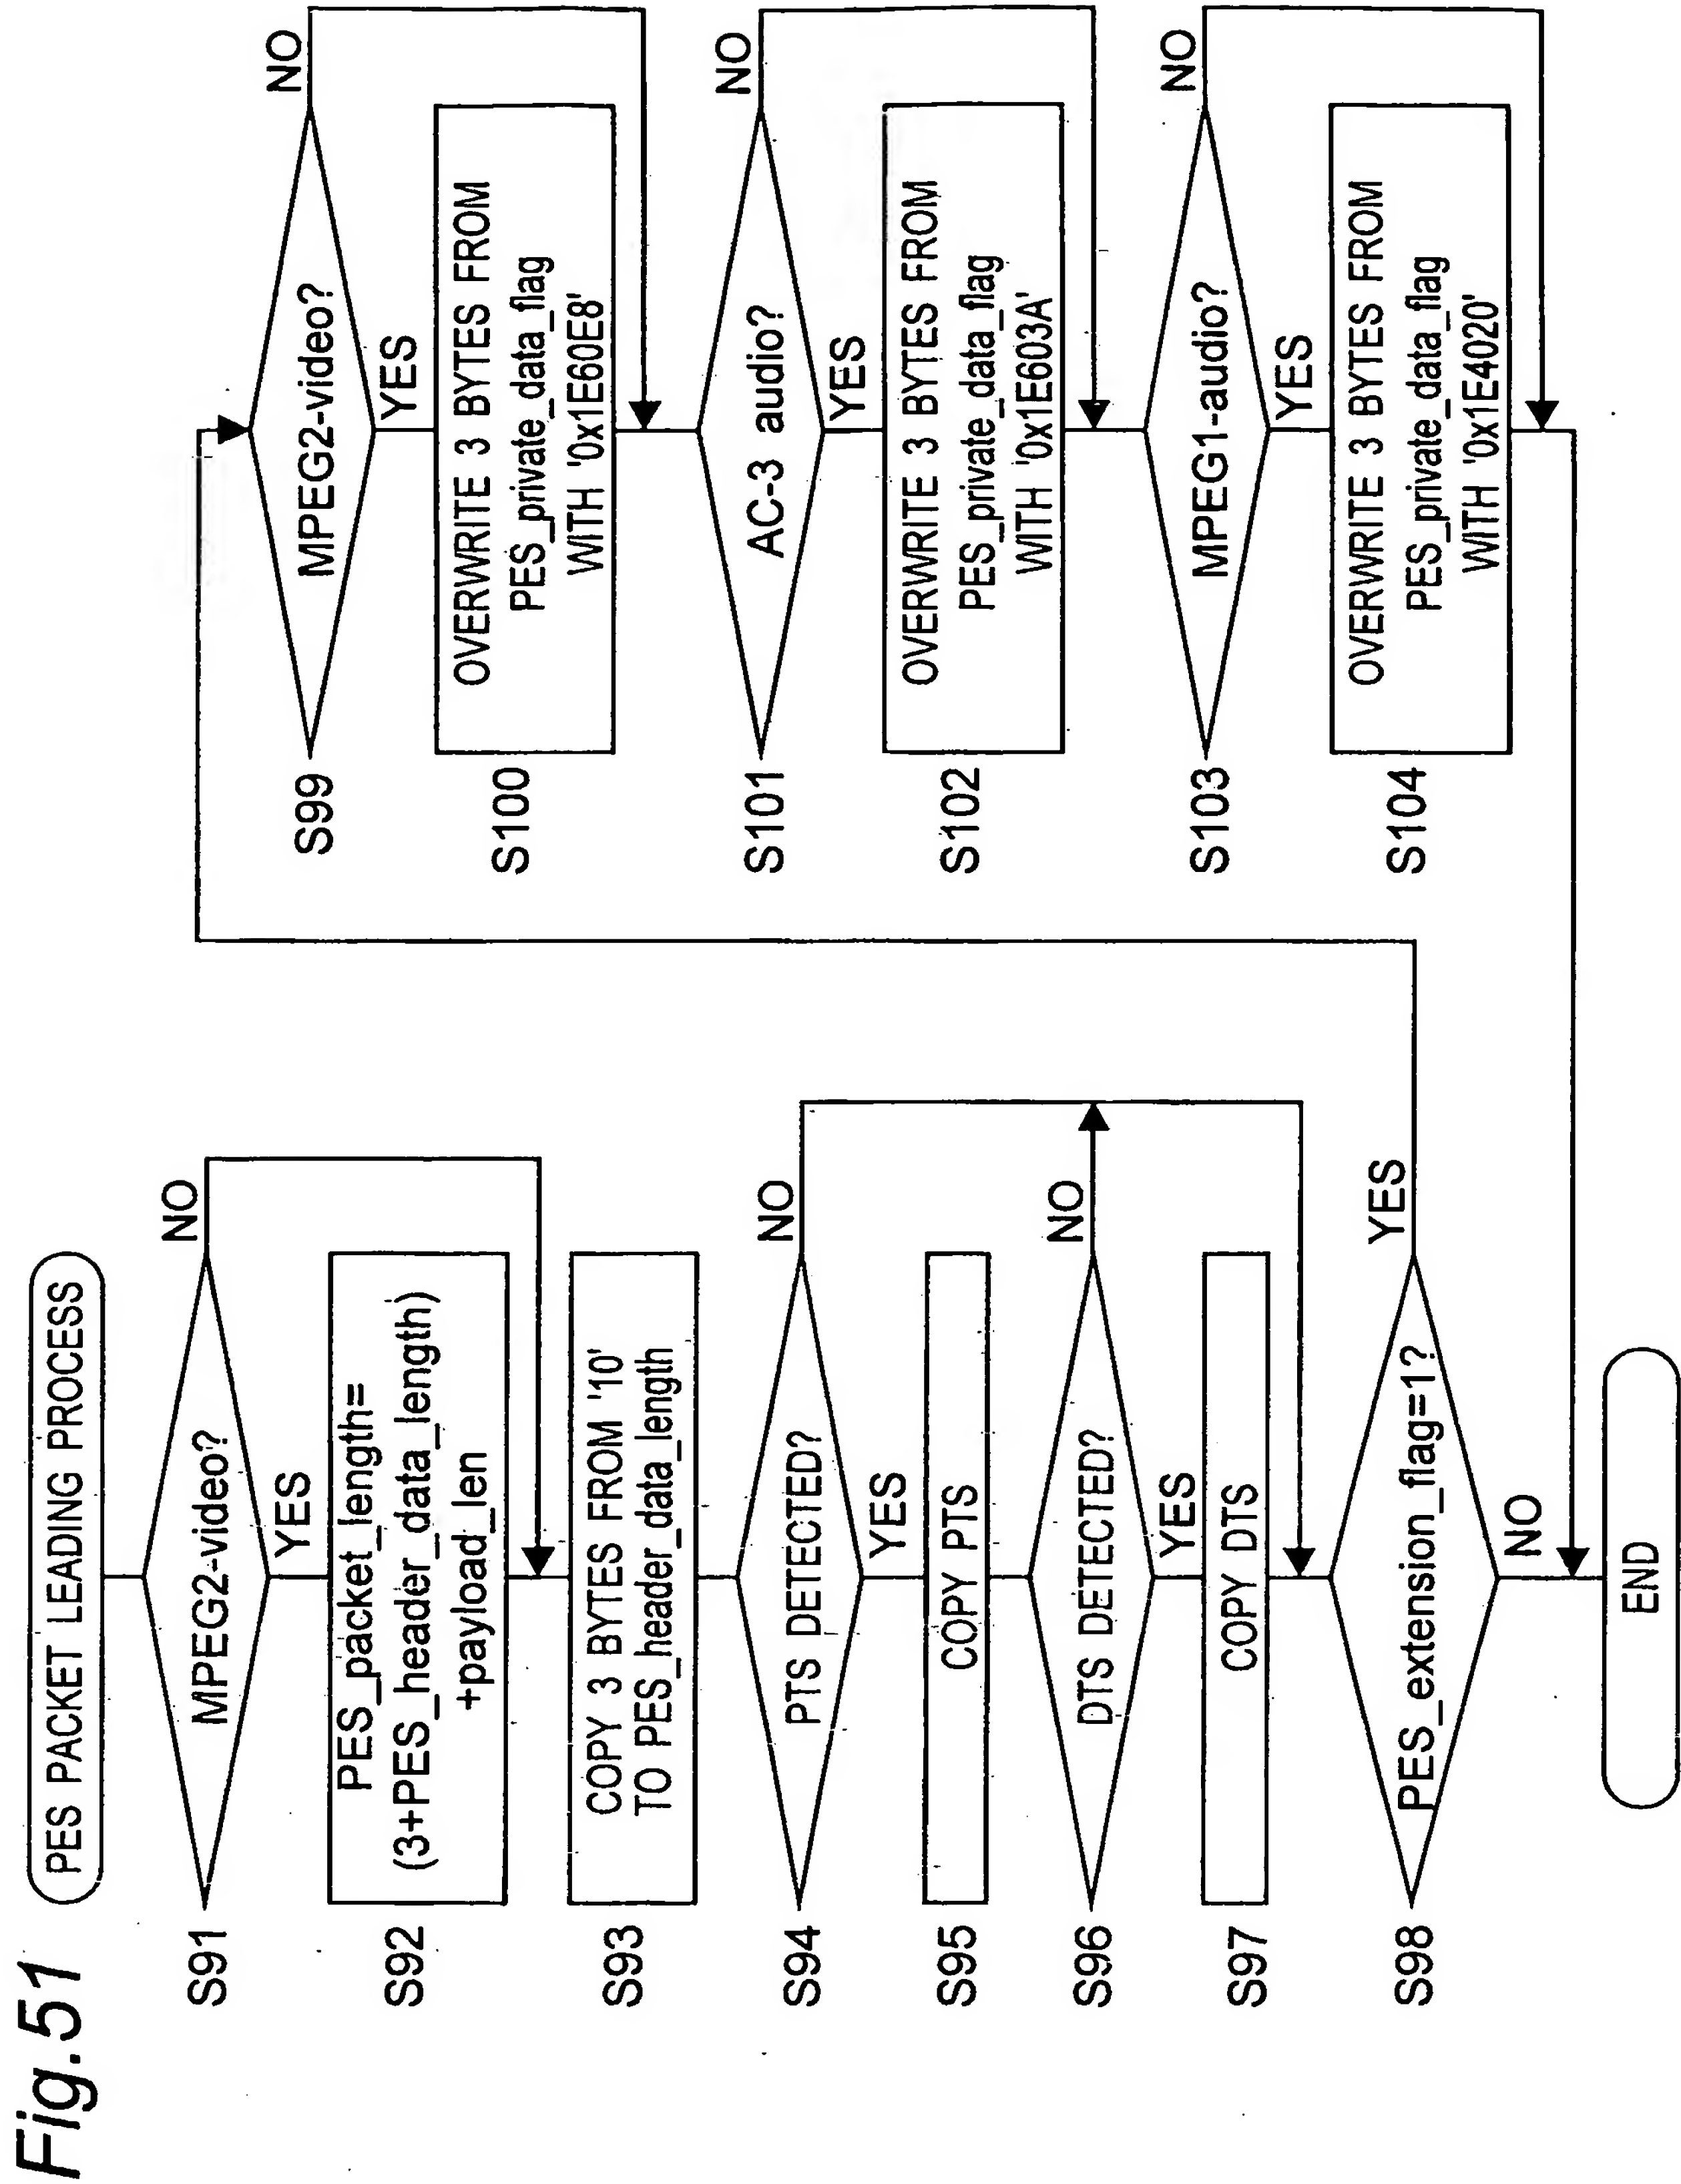 Fig.51
PES PACKET LEADING PROCESS
S91
MPEG2-video?
NO
YES
S92
PES_packet_length=
(3+PES_header_data_length)
+payload_len
S93
COPY 3 BYTES FROM '10'
TO PES_header_data_length
S94
PTS DETECTED?
NO
YES
S95
COPY PTS
S96
DTS DETECTED?
NO
YES
S97
COPY DTS
S98
PES_extension_flag=1?
YES
NO
END
S99
MPEG2-video?
NO
YES
S100
OVERWRITE 3 BYTES FROM
PES_private_data_flag
WITH '0x1E60E8'
S101
AC-3 audio?
NO
YES
S102
OVERWRITE 3 BYTES FROM
PES_private_data_flag
WITH '0x1E603A'
S103
MPEG1-audio?
NO
YES
S104
OVERWRITE 3 BYTES FROM
PES_private_data_flag
WITH '0x1E4020'